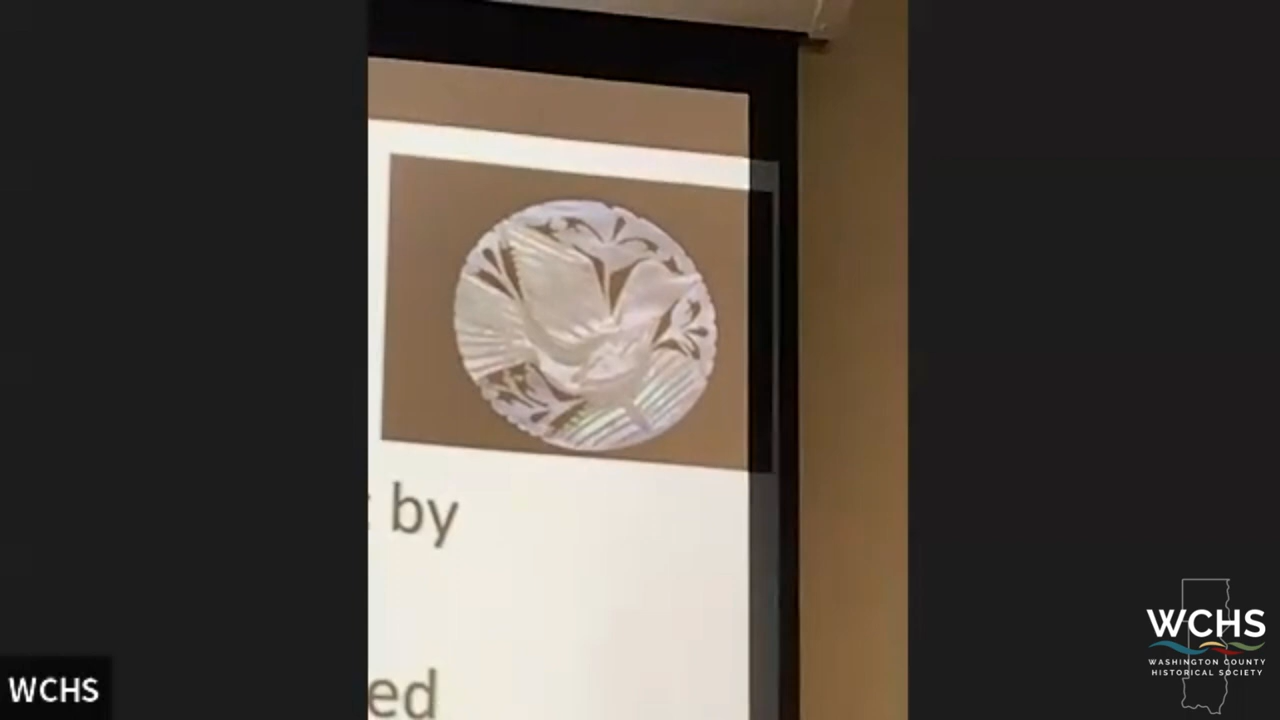 by
ed
WCHS
WCHS
WASHINGTON COUNTY
HISTORICAL SOCIETY